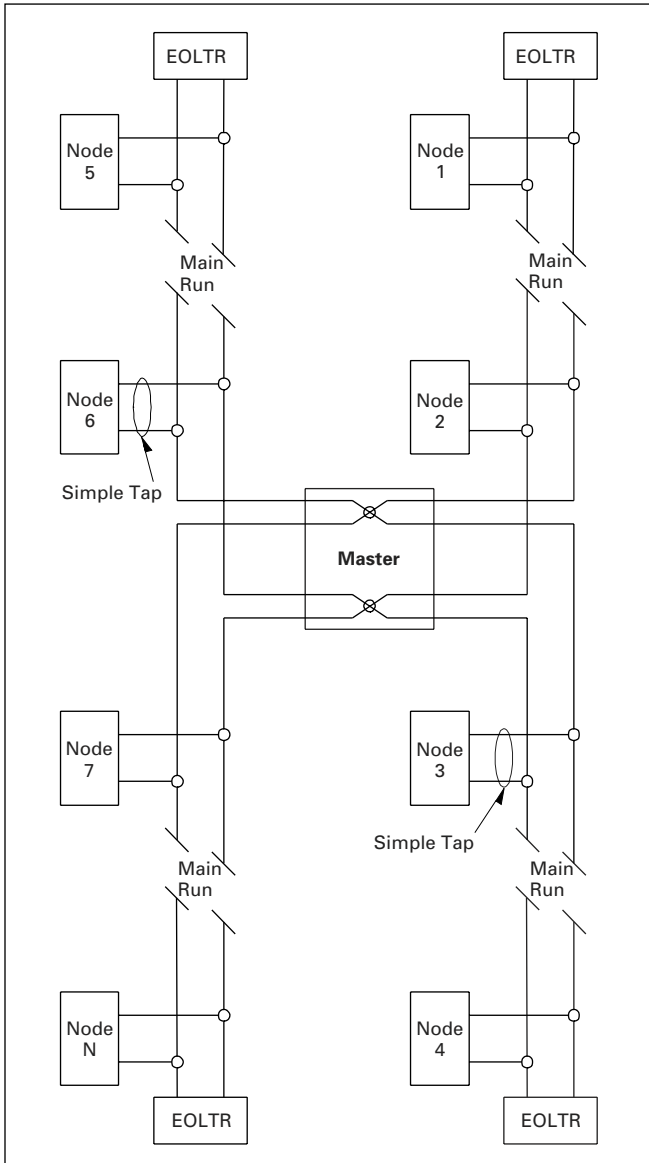 EOLTR
EOLTR
Node
5
Node
1
Main
Run
Main
Run
Node
6
Node
2
Simple Tap
Master
Node
7
Node
3
Simple Tap
Main
Run
Main
Run
Node
N
Node
4
EOLTR
EOLTR